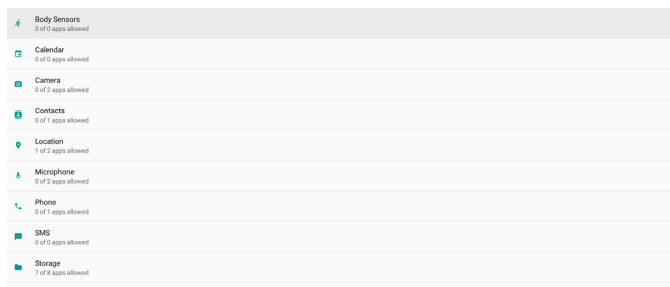 Body Sensors
0 of 0 apps allowed
Calendar
0 of 0 apps allowed
Camera
0 of 2 apps allowed
Contacts
0 of 1 apps allowed
Location
1 of 2 apps allowed
Microphone
0 of 2 apps allowed
Phone
0 of 1 apps allowed
SMS
0 of 0 apps allowed
Storage
7 of 8 apps allowed